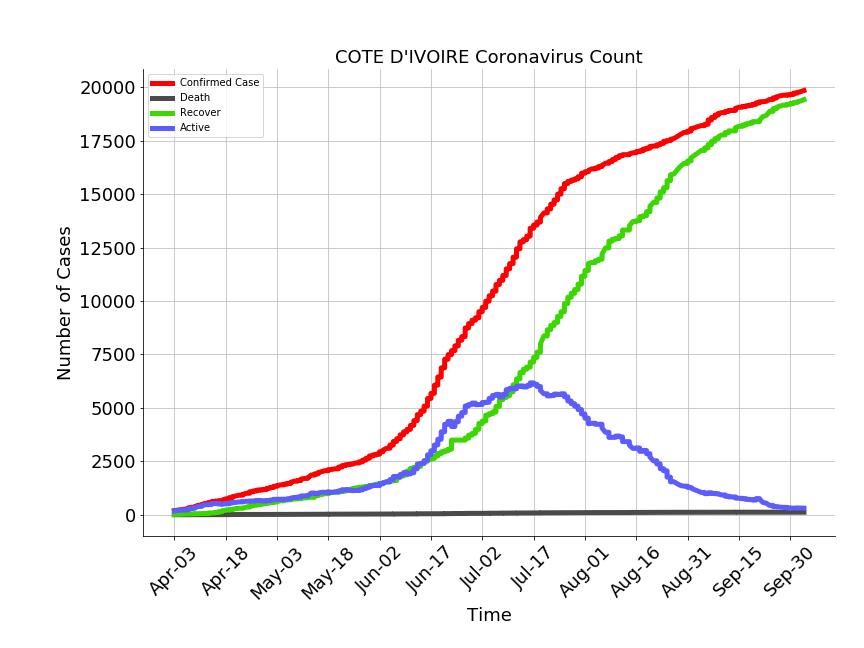 COTE D'IVOIRE Coronavirus Count
Confirmed Case
Death
Recover
Active
Number of Cases
20000
17500
15000
12500
10000
7500
5000
2500
0
Apr-03
Apr-18
May-03
May-18
Jun-02
Jun-17
Jul-02
Jul-17
Aug-01
Aug-16
Aug-31
Sep-15
Sep-30
Time